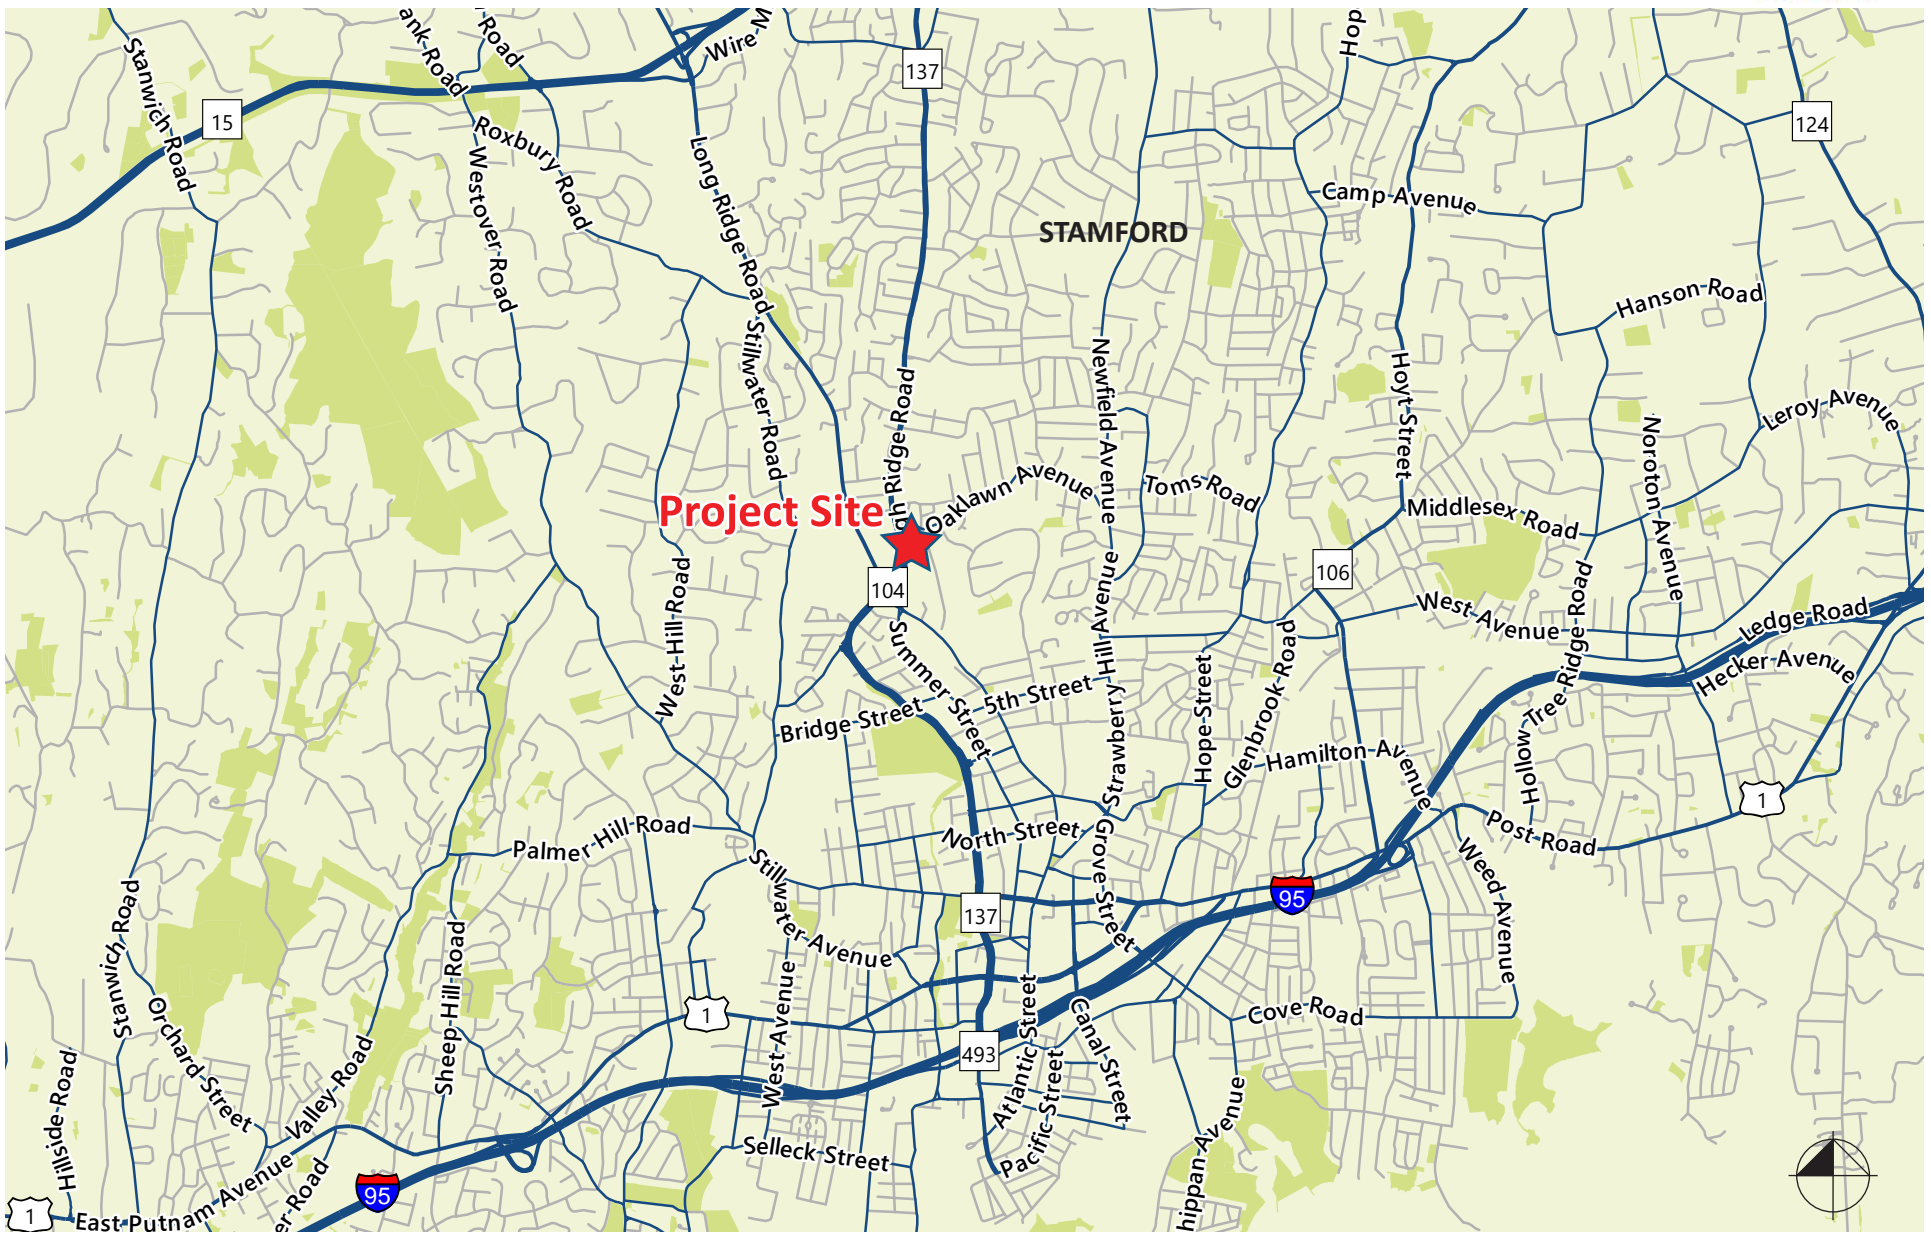 Hop
ank Road
Road
Wire M
Stanwich Road
137
15
124
Roxbury Road
Westover Road
Long Ridge Road
Camp Avenue
STAMFORD
Hanson Road
Stillwater Road
Ridge Road
Newfield Avenue
Hoyt Street
Leroy Avenue
Noroton Avenue
Oaklawn Avenue
Toms Road
Project Site
Middlesex Road
104
106
West Hill Road
Hill Avenue
West Avenue
Tree Ridge Road
Ledge Road
Summer Street
Hope Street
Glenbrook Road
Hecker Avenue
5th Street
Bridge Street
Strawberry
Hamilton Avenue
Hollow
1
Palmer Hill Road
North Street
Grove Street
Post Road
Weed Avenue
Stillwater Avenue
95
137
Stanwich Road
Sheep Hill Road
West Avenue
Orchard Street
1
Atlantic Street
Canal Street
Cove Road
493
Valley Road
Hillside Road
Pacific Street
hippan Avenue
Selleck Street
95
er Road
1
East Putnam Avenue